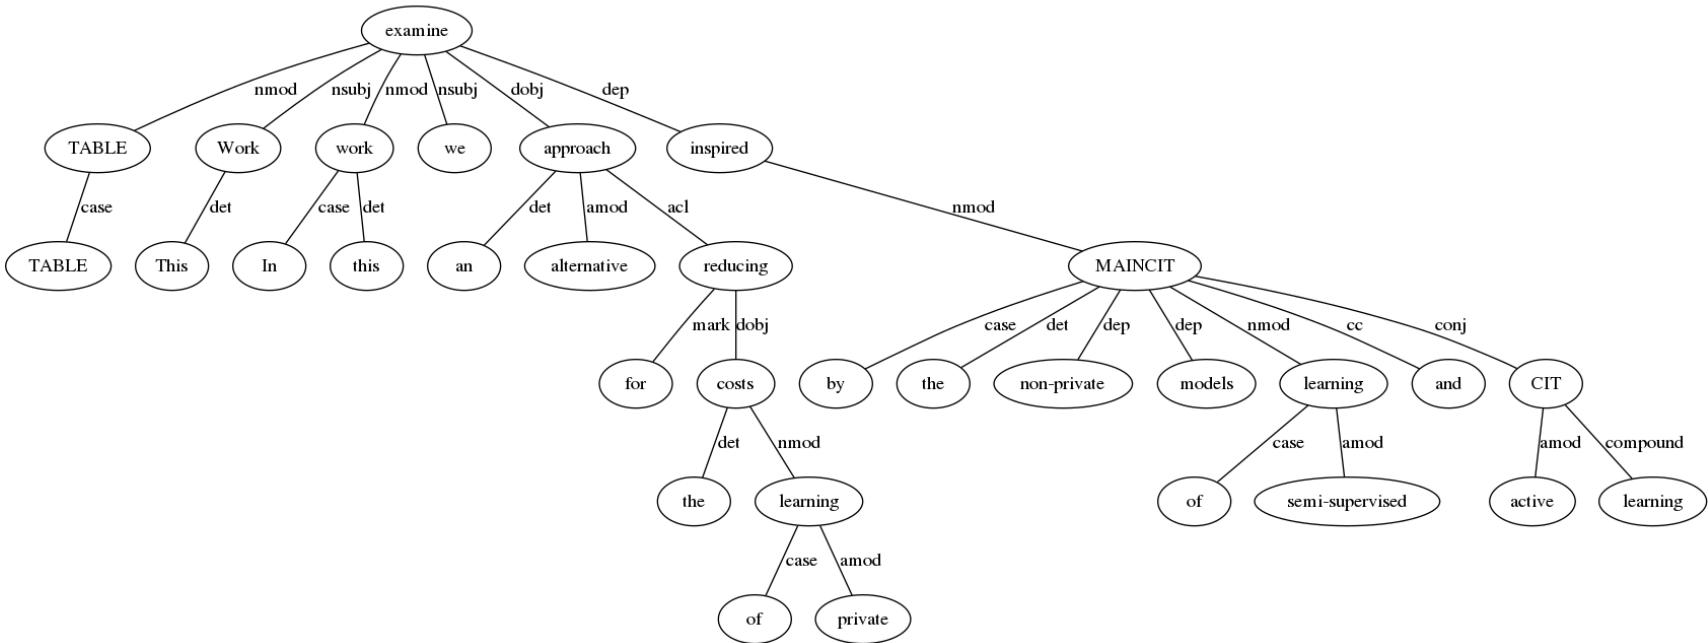 examine
nmod nsubj nmod nsubj dobj dep
TABLE Work work we approach inspired
case det case det det amod acl nmod
TABLE This In this an alternative reducing MAINCIT
mark dobj case det dep dep nmod cc conj
for costs by the non-private models learning and CIT
det nmod case amod amod compound
the learning of semi-supervised active learning
case amod
of private